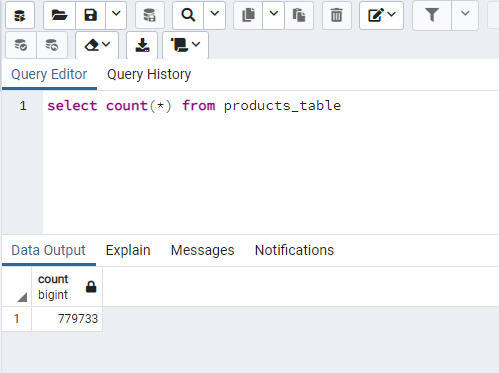 Query Editor Query History
1 select count(*) from products_table
Data Output Explain Messages Notifications
count
bigint
1 779733